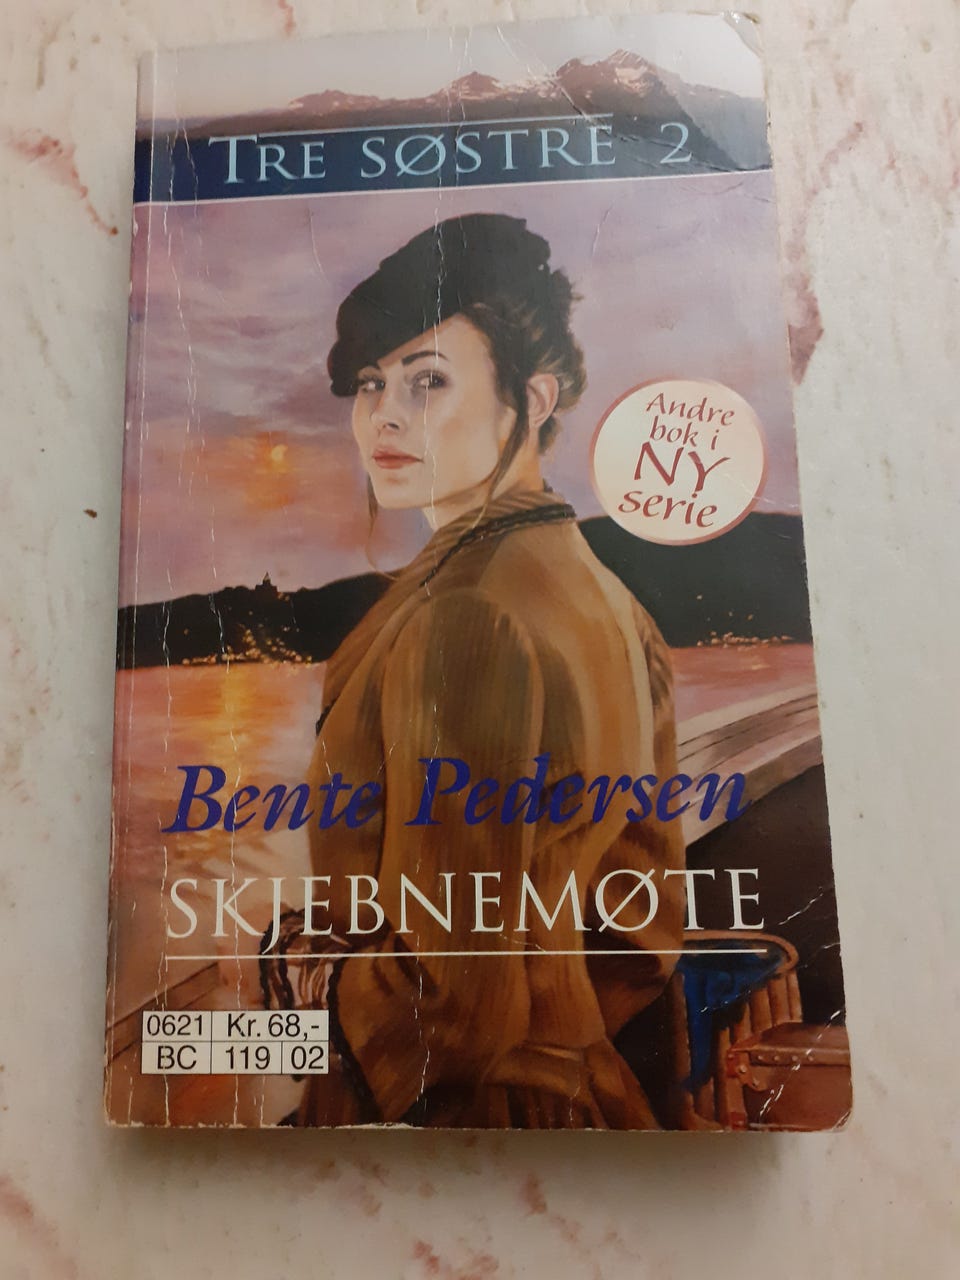 TRE SØSTRE 2
Andre
bok i
NY
serie
Bente Pedersen
SKJEBNEMØTE
0621 Kr. 68,-
BC 119 02